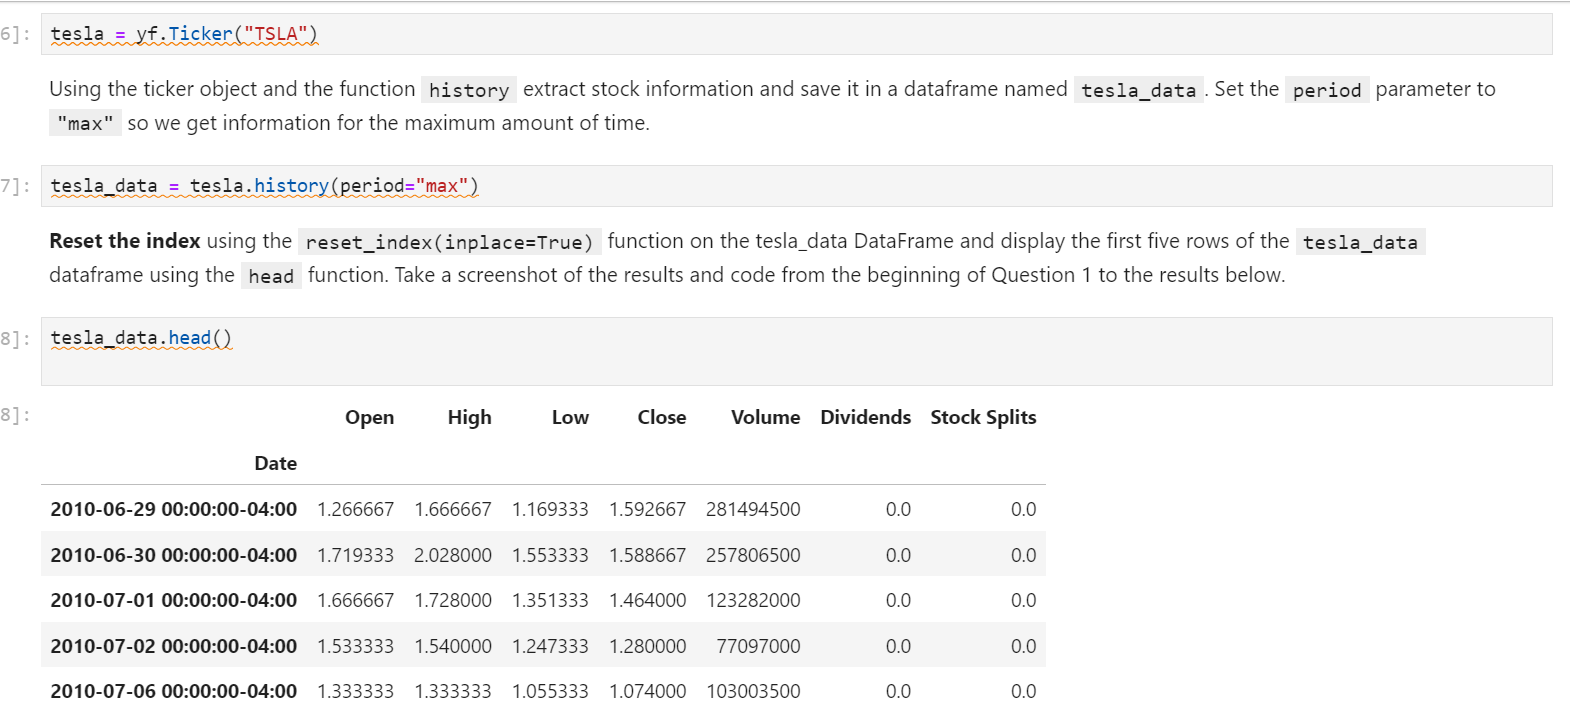 6]: tesla = yf.Ticker("TSLA")
Using the ticker object and the function history extract stock information and save it in a dataframe named tesla_data . Set the period parameter to
"max" so we get information for the maximum amount of time.
7]: tesla_data = tesla.history(period="max")
Reset the index using the reset_index(inplace=True) function on the tesla_data DataFrame and display the first five rows of the tesla_data
dataframe using the head function. Take a screenshot of the results and code from the beginning of Question 1 to the results below.
8]: tesla_data.head()
8]: Open High Low Close Volume Dividends Stock Splits
Date
2010-06-29 00:00:00-04:00 1.266667 1.666667 1.169333 1.592667 281494500 0.0 0.0
2010-06-30 00:00:00-04:00 1.719333 2.028000 1.553333 1.588667 257806500 0.0 0.0
2010-07-01 00:00:00-04:00 1.666667 1.728000 1.351333 1.464000 123282000 0.0 0.0
2010-07-02 00:00:00-04:00 1.533333 1.540000 1.247333 1.280000 77097000 0.0 0.0
2010-07-06 00:00:00-04:00 1.333333 1.333333 1.055333 1.074000 103003500 0.0 0.0